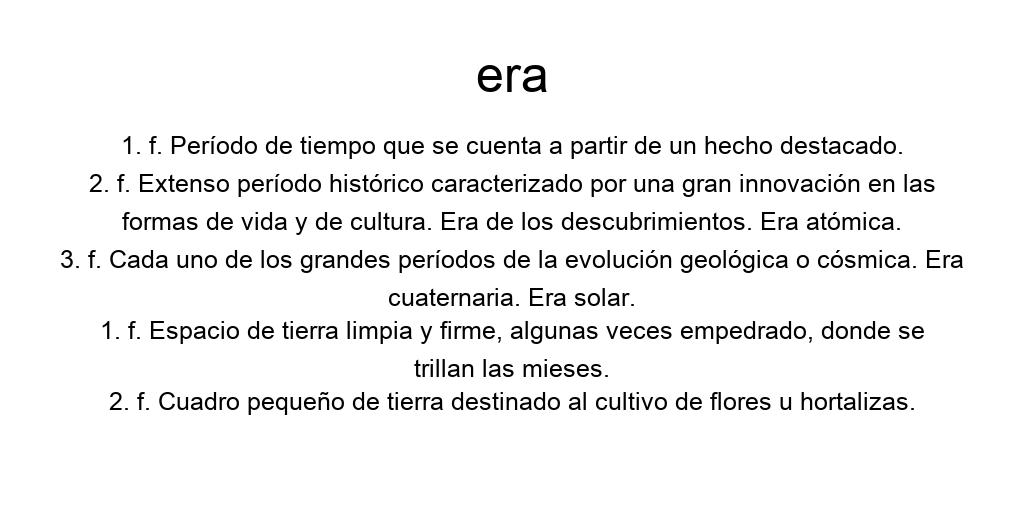 era
1. f. Período de tiempo que se cuenta a partir de un hecho destacado.
2. f. Extenso período histórico caracterizado por una gran innovación en las
formas de vida y de cultura. Era de los descubrimientos. Era atómica.
3. f. Cada uno de los grandes períodos de la evolución geológica o cósmica. Era
cuaternaria. Era solar.
1. f. Espacio de tierra limpia y firme, algunas veces empedrado, donde se
trillan las mieses.
2. f. Cuadro pequeño de tierra destinado al cultivo de flores u hortalizas.